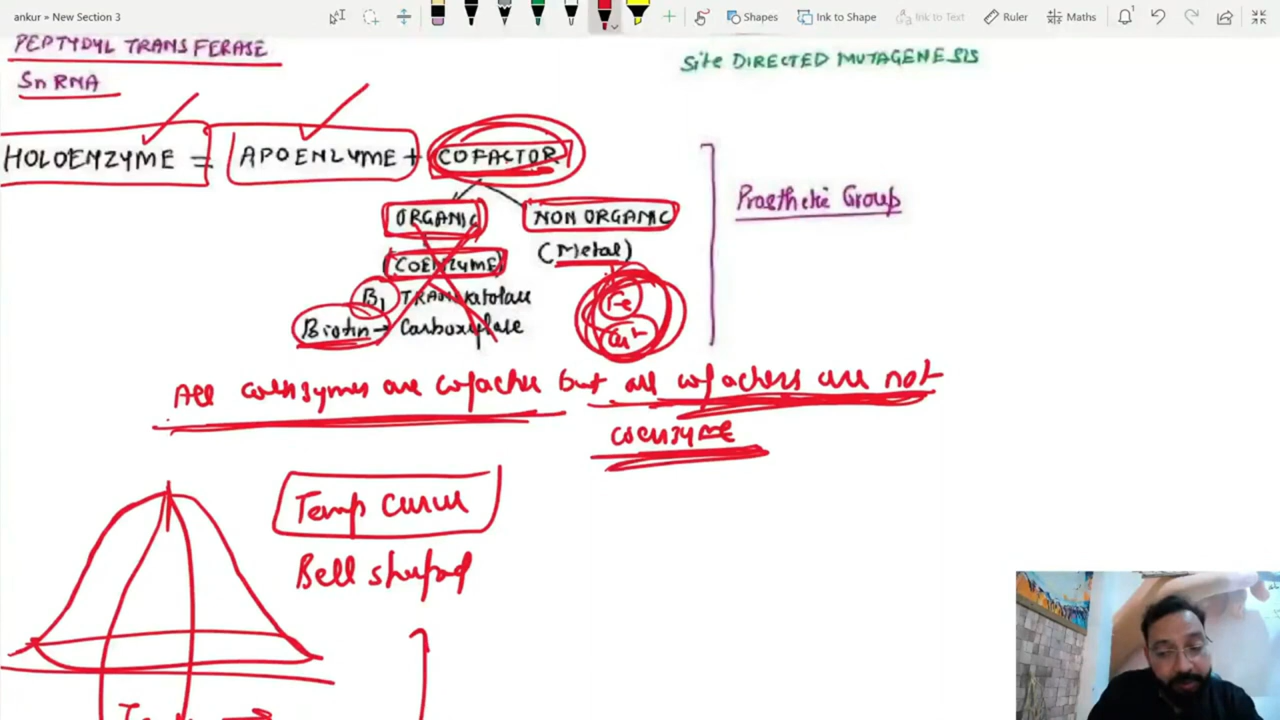 ankur » New Section 3
Shapes
Ink to Shape
Ink to Text
Ruler
Maths
PEPTYDYL TRANSFERASE
SnRNA
Site DIRECTED MUTAGENESIS
HOLOENZYME = APOENZYME + COFACTOR
ORGANIC
NON ORGANIC
(COENZYME)
(Metal)
B1 TRANSKetolase
Fe
Biotin → Carboxylase
Prosthetic Group
All coenzymes are cofactor but all cofactors are not
coenzyme
Temp Curve
Bell shaped